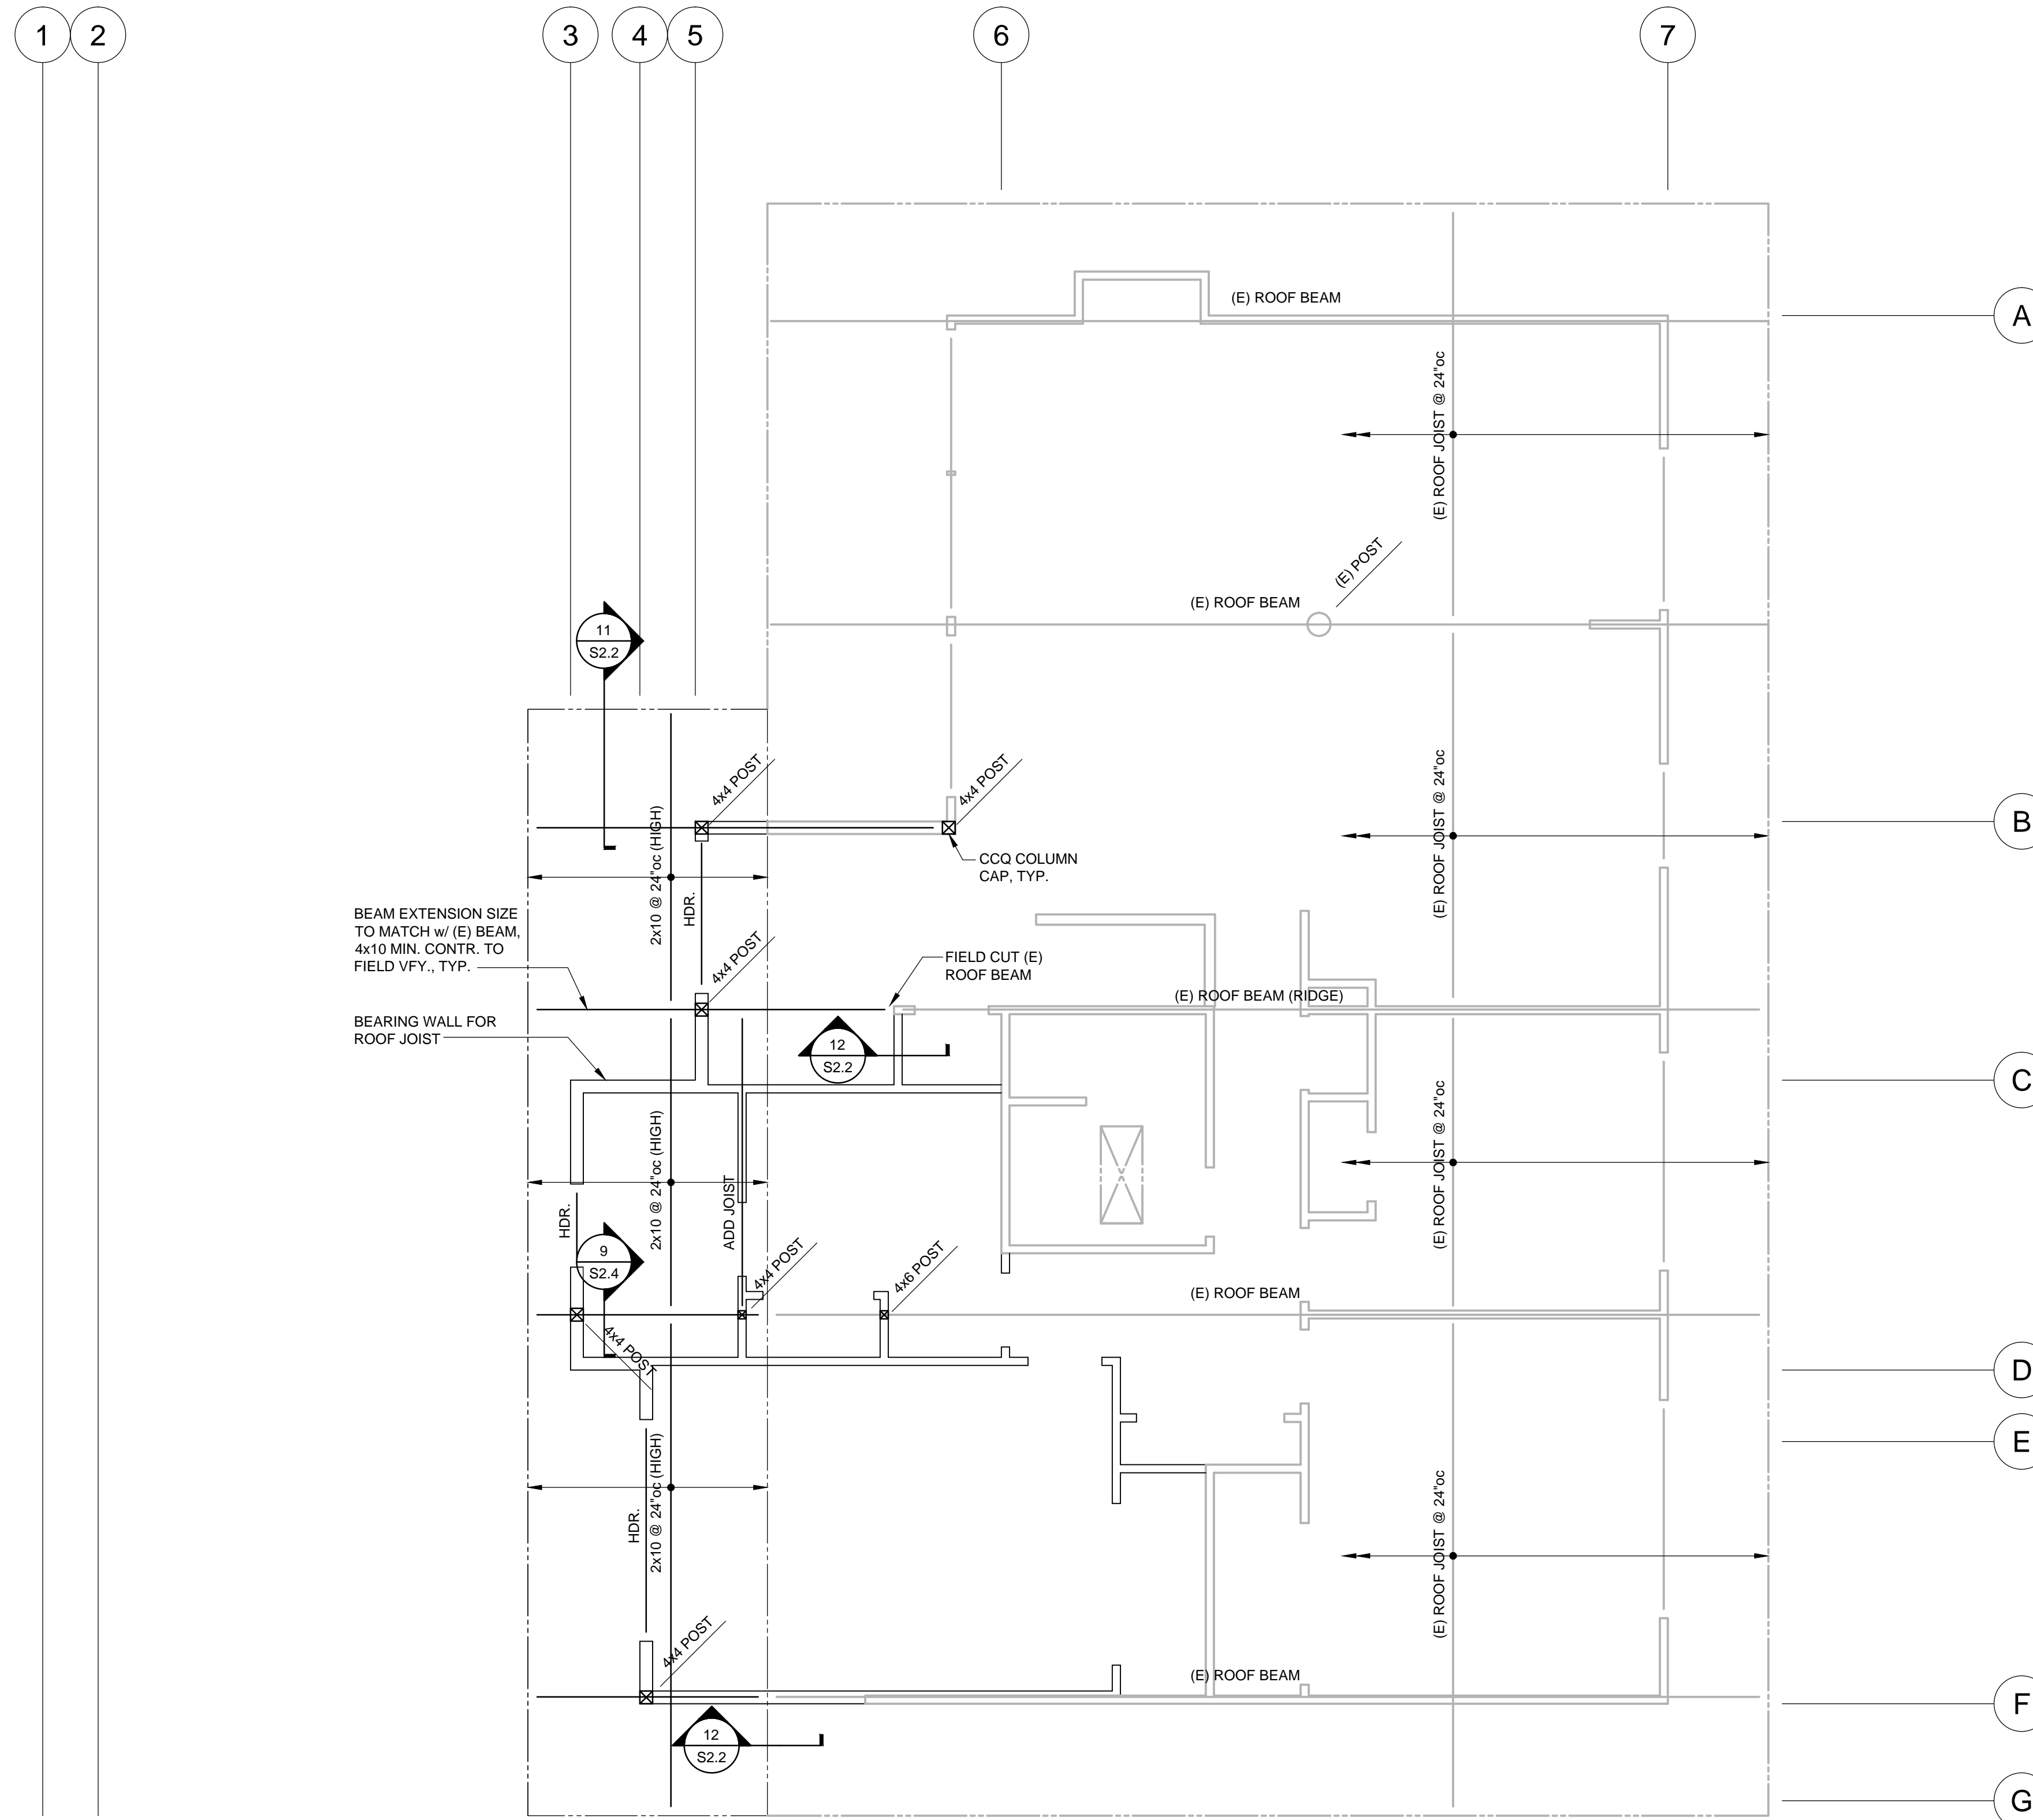 1
2
3
4
5
6
7
(E) ROOF BEAM
A
(E) ROOF JOIST @ 24"oc
(E) POST
(E) ROOF BEAM
11
S2.2
4x4 POST
4x4 POST
2x10 @ 24"oc (HIGH)
(E) ROOF JOIST @ 24"oc
B
CCQ COLUMN
CAP, TYP.
HDR.
BEAM EXTENSION SIZE
TO MATCH w/ (E) BEAM,
4x10 MIN. CONTR. TO
FIELD VFY., TYP.
4x4 POST
FIELD CUT (E)
ROOF BEAM
(E) ROOF BEAM (RIDGE)
BEARING WALL FOR
ROOF JOIST
12
S2.2
C
2x10 @ 24"oc (HIGH)
(E) ROOF JOIST @ 24"oc
ADD JOIST
HDR.
9
S2.4
4x4 POST
4x6 POST
(E) ROOF BEAM
4x4 POST
D
E
HDR.
2x10 @ 24"oc (HIGH)
(E) ROOF JOIST @ 24"oc
4x4 POST
(E) ROOF BEAM
F
12
S2.2
G